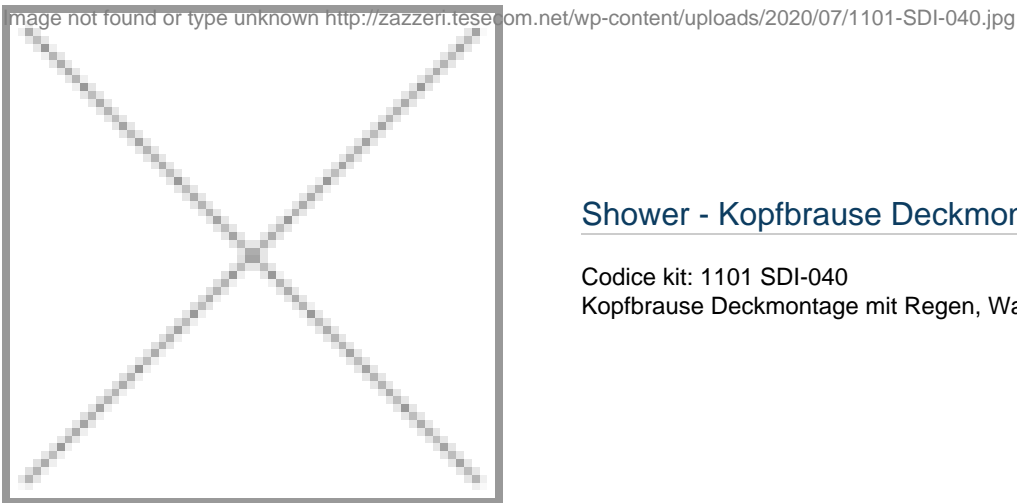 Image not found or type unknown http://zazzeri.tesecom.net/wp-content/uploads/2020/07/1101-SDI-040.jpg
Shower - Kopfbrause Deckmon
Codice kit: 1101 SDI-040
Kopfbrause Deckmontage mit Regen, Wa